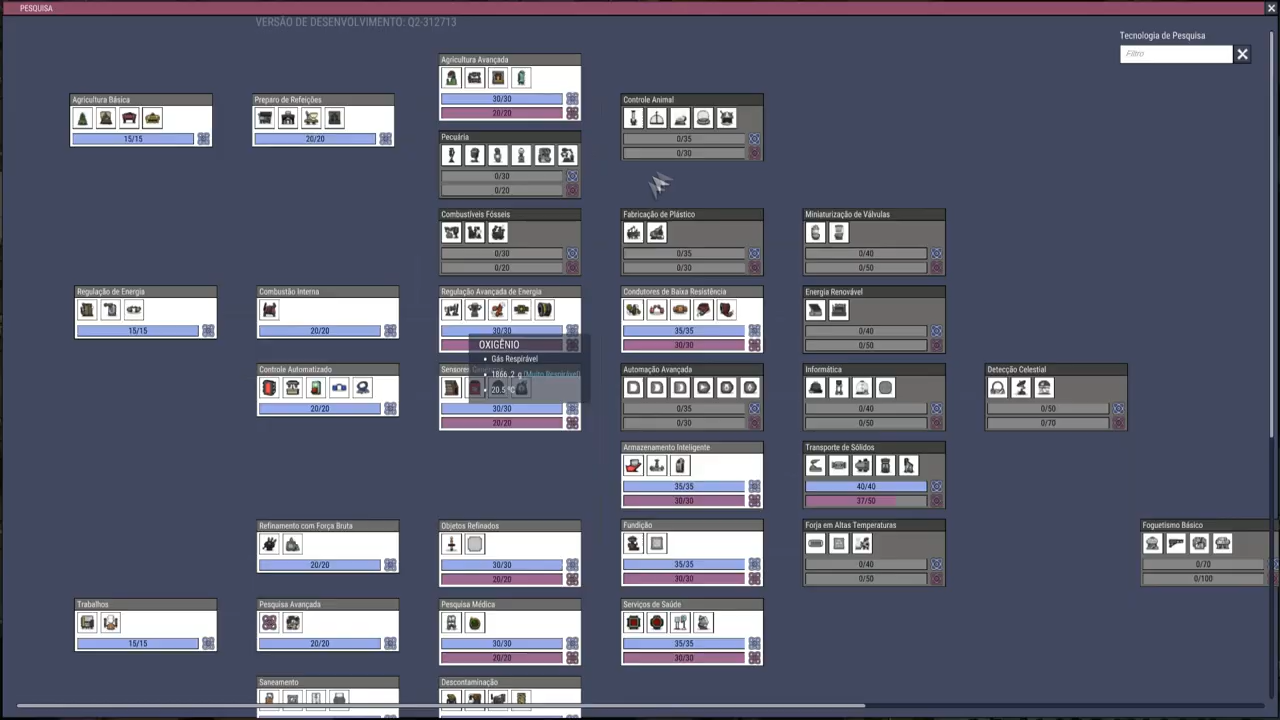 PESQUISA
VERSÃO DE DESENVOLVIMENTO: Q2-312713
Tecnologia de Pesquisa
Filtro
Agricultura Avançada
30/30
20/20
Agricultura Básica
15/15
Preparo de Refeições
20/20
Controle Animal
0/35
0/30
Pecuária
0/30
0/20
Combustíveis Fósseis
0/30
0/20
Fabricação de Plástico
0/35
0/30
Miniaturização de Válvulas
0/40
0/50
Regulação de Energia
15/15
Combustão Interna
20/20
Regulação Avançada de Energia
30/30
Condutores de Baixa Resistência
35/35
30/30
Energia Renovável
0/40
0/50
OXIGÊNIO
Gás Respirável
1866 ,2 g [Muito Respirável]
20.5 °C
Controle Automatizado
20/20
Sensores
30/30
20/20
Automação Avançada
0/35
0/30
Informática
0/40
0/50
Detecção Celestial
0/50
0/70
Armazenamento Inteligente
35/35
30/30
Transporte de Sólidos
40/40
37/50
Refinamento com Força Bruta
20/20
Objetos Refinados
30/30
20/20
Fundição
35/35
30/30
Forja em Altas Temperaturas
0/40
0/50
Foguetismo Básico
0/70
0/100
Trabalhos
15/15
Pesquisa Avançada
20/20
Pesquisa Médica
30/30
20/20
Serviços de Saúde
35/35
30/30
Saneamento
Descontaminação